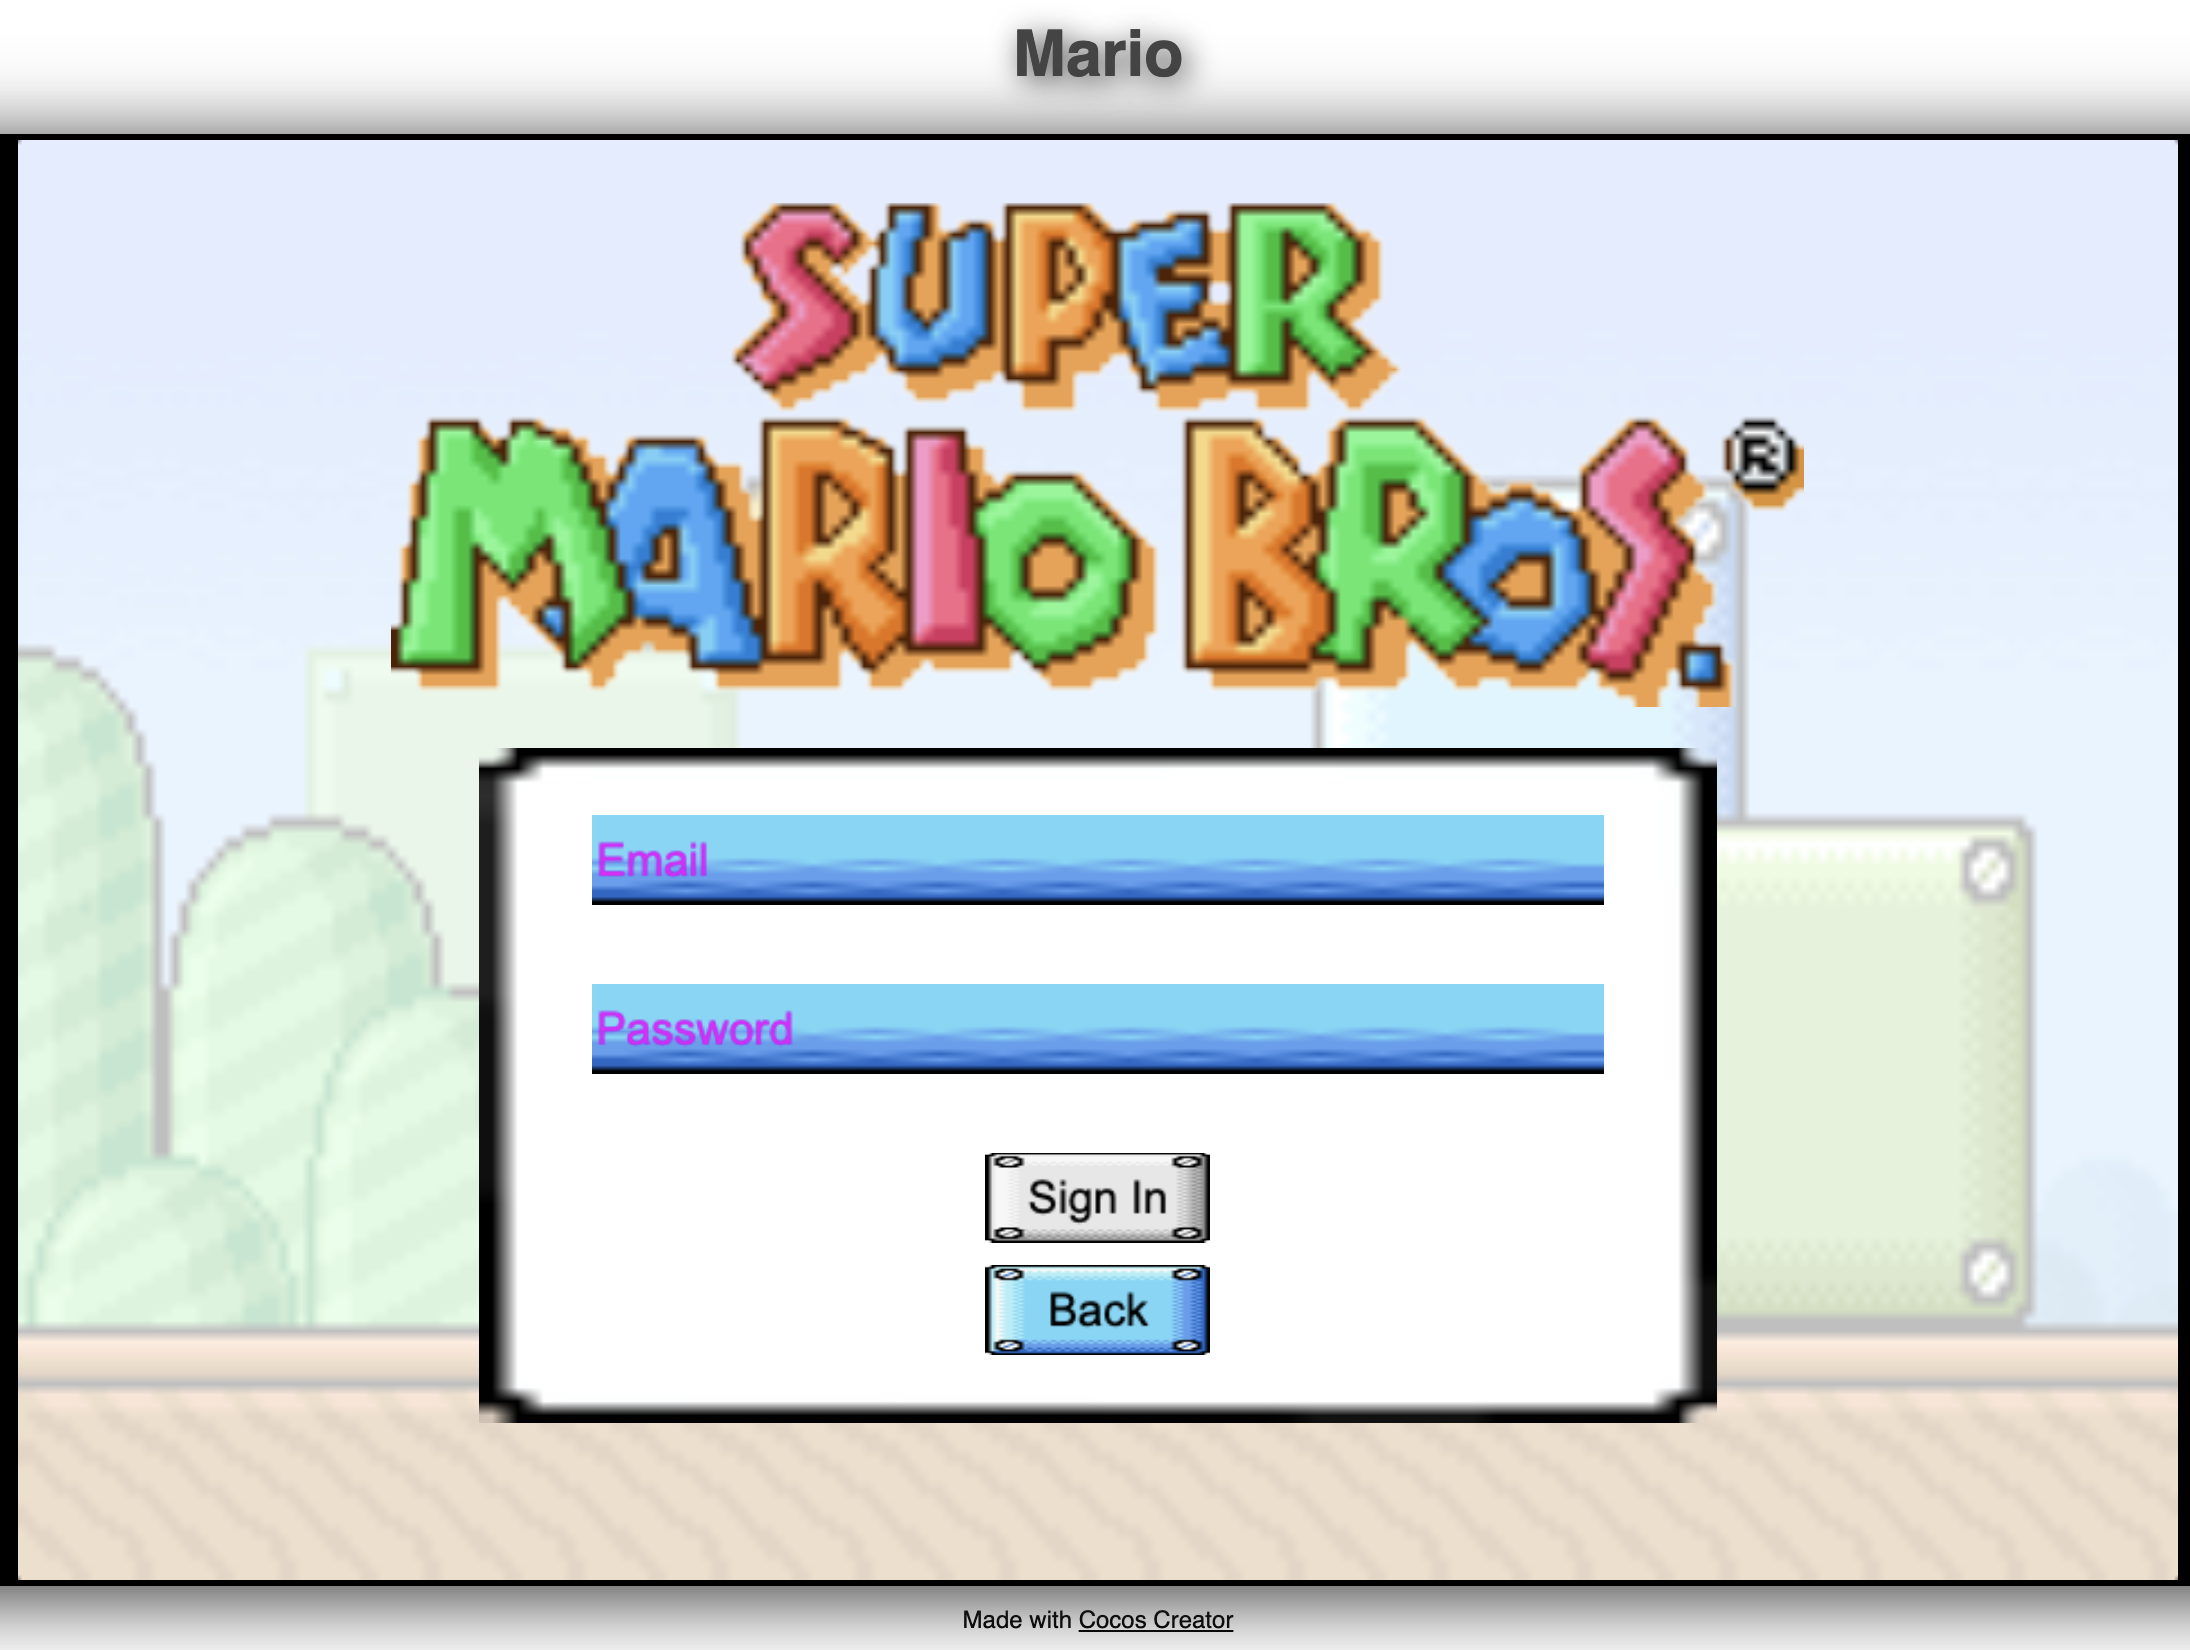 Mario
SUPER
MARIO BROS.®
Email
Password
Sign In
Back
Made with Cocos Creator